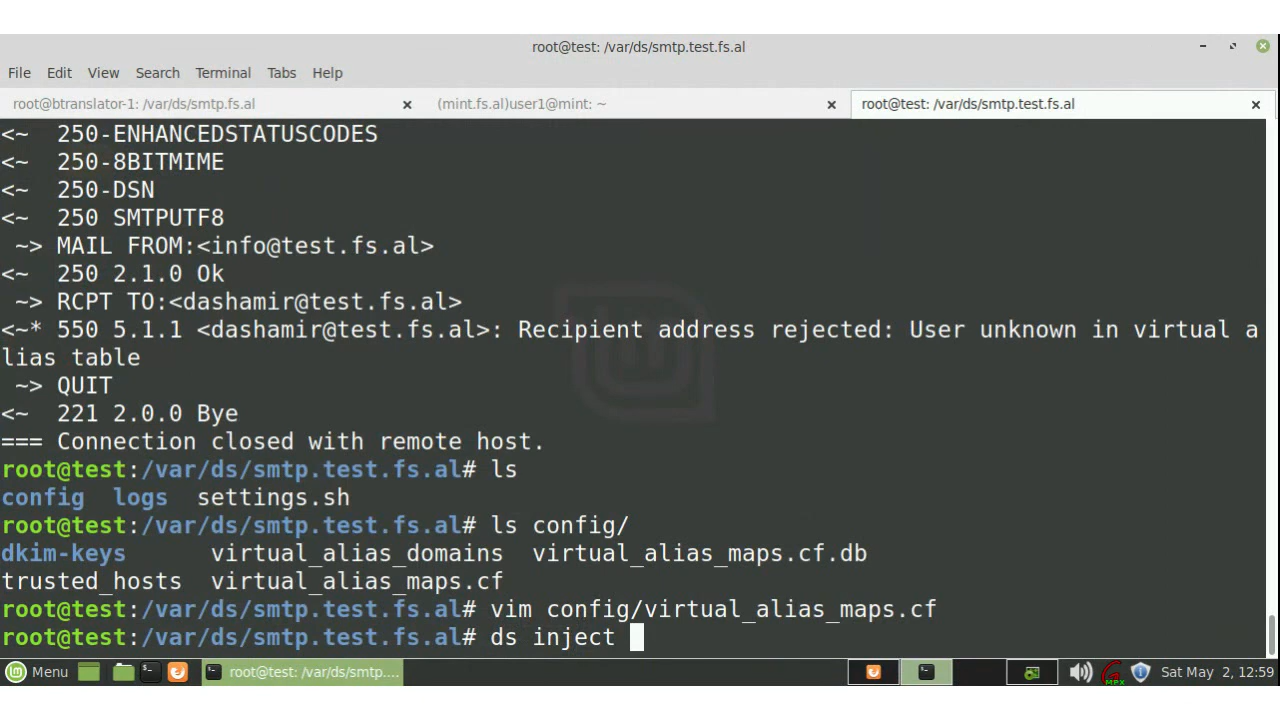 root@test: /var/ds/smtp.test.fs.al
File Edit View Search Terminal Tabs Help
root@btranslator-1: /var/ds/smtp.fs.al (mint.fs.al)user1@mint: ~ root@test: /var/ds/smtp.test.fs.al
<~  250-ENHANCEDSTATUSCODES
<~  250-8BITMIME
<~  250-DSN
<~  250 SMTPUTF8
 ~> MAIL FROM:<info@test.fs.al>
<~  250 2.1.0 Ok
 ~> RCPT TO:<dashamir@test.fs.al>
<~* 550 5.1.1 <dashamir@test.fs.al>: Recipient address rejected: User unknown in virtual a
lias table
 ~> QUIT
<~  221 2.0.0 Bye
=== Connection closed with remote host.
root@test:/var/ds/smtp.test.fs.al# ls
config  logs  settings.sh
root@test:/var/ds/smtp.test.fs.al# ls config/
dkim-keys      virtual_alias_domains  virtual_alias_maps.cf.db
trusted_hosts  virtual_alias_maps.cf
root@test:/var/ds/smtp.test.fs.al# vim config/virtual_alias_maps.cf
root@test:/var/ds/smtp.test.fs.al# ds inject
Menu root@test: /var/ds/smtp.... MPX Sat May 2, 12:59